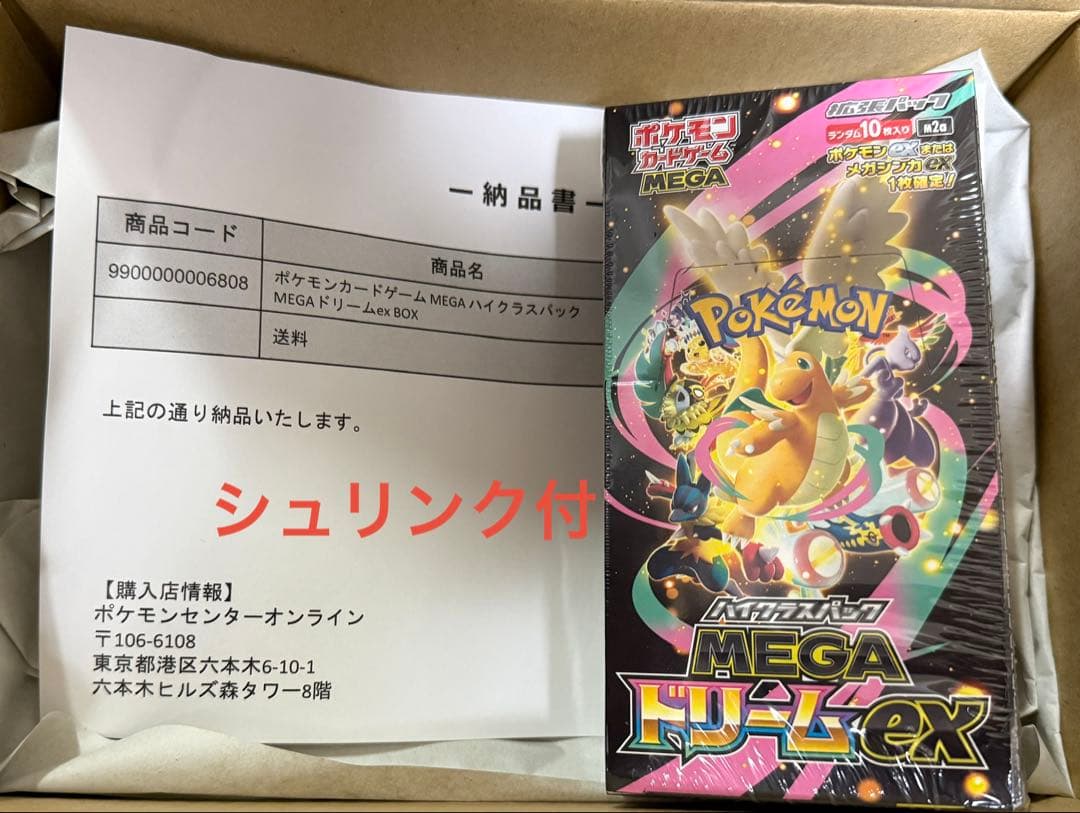 ー納品書ー
商品コード
商品名
9900000006808
ポケモンカードゲーム MEGA ハイクラスパック
MEGAドリームex BOX
送料
上記の通り納品いたします。
シュリンク付
【購入店情報】
ポケモンセンターオンライン
〒106-6108
東京都港区六本木6-10-1
六本木ヒルズ森タワー8階
ポケモン
カードゲーム
MEGA
拡張パック
ランダム10枚入り M2a
ポケモンexまたは
メガシンカex
1枚確定!
POKéMON
ハイクラスパック
MEGA
ドリームex